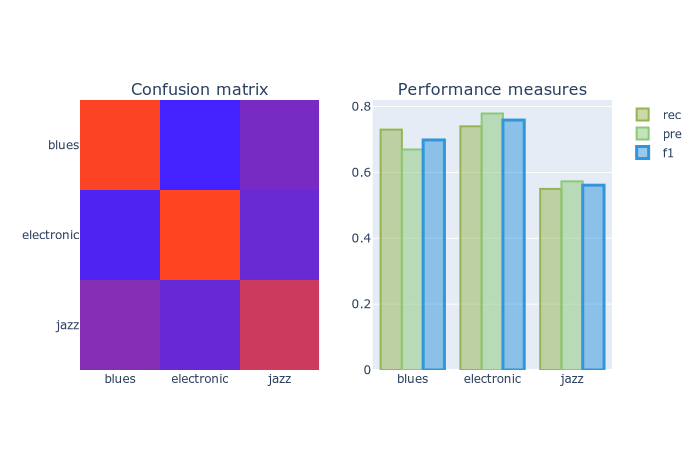 Confusion matrix
blues
electronic
jazz
blues electronic jazz
Performance measures
0.8
0.6
0.4
0.2
0
blues electronic jazz
rec
pre
f1